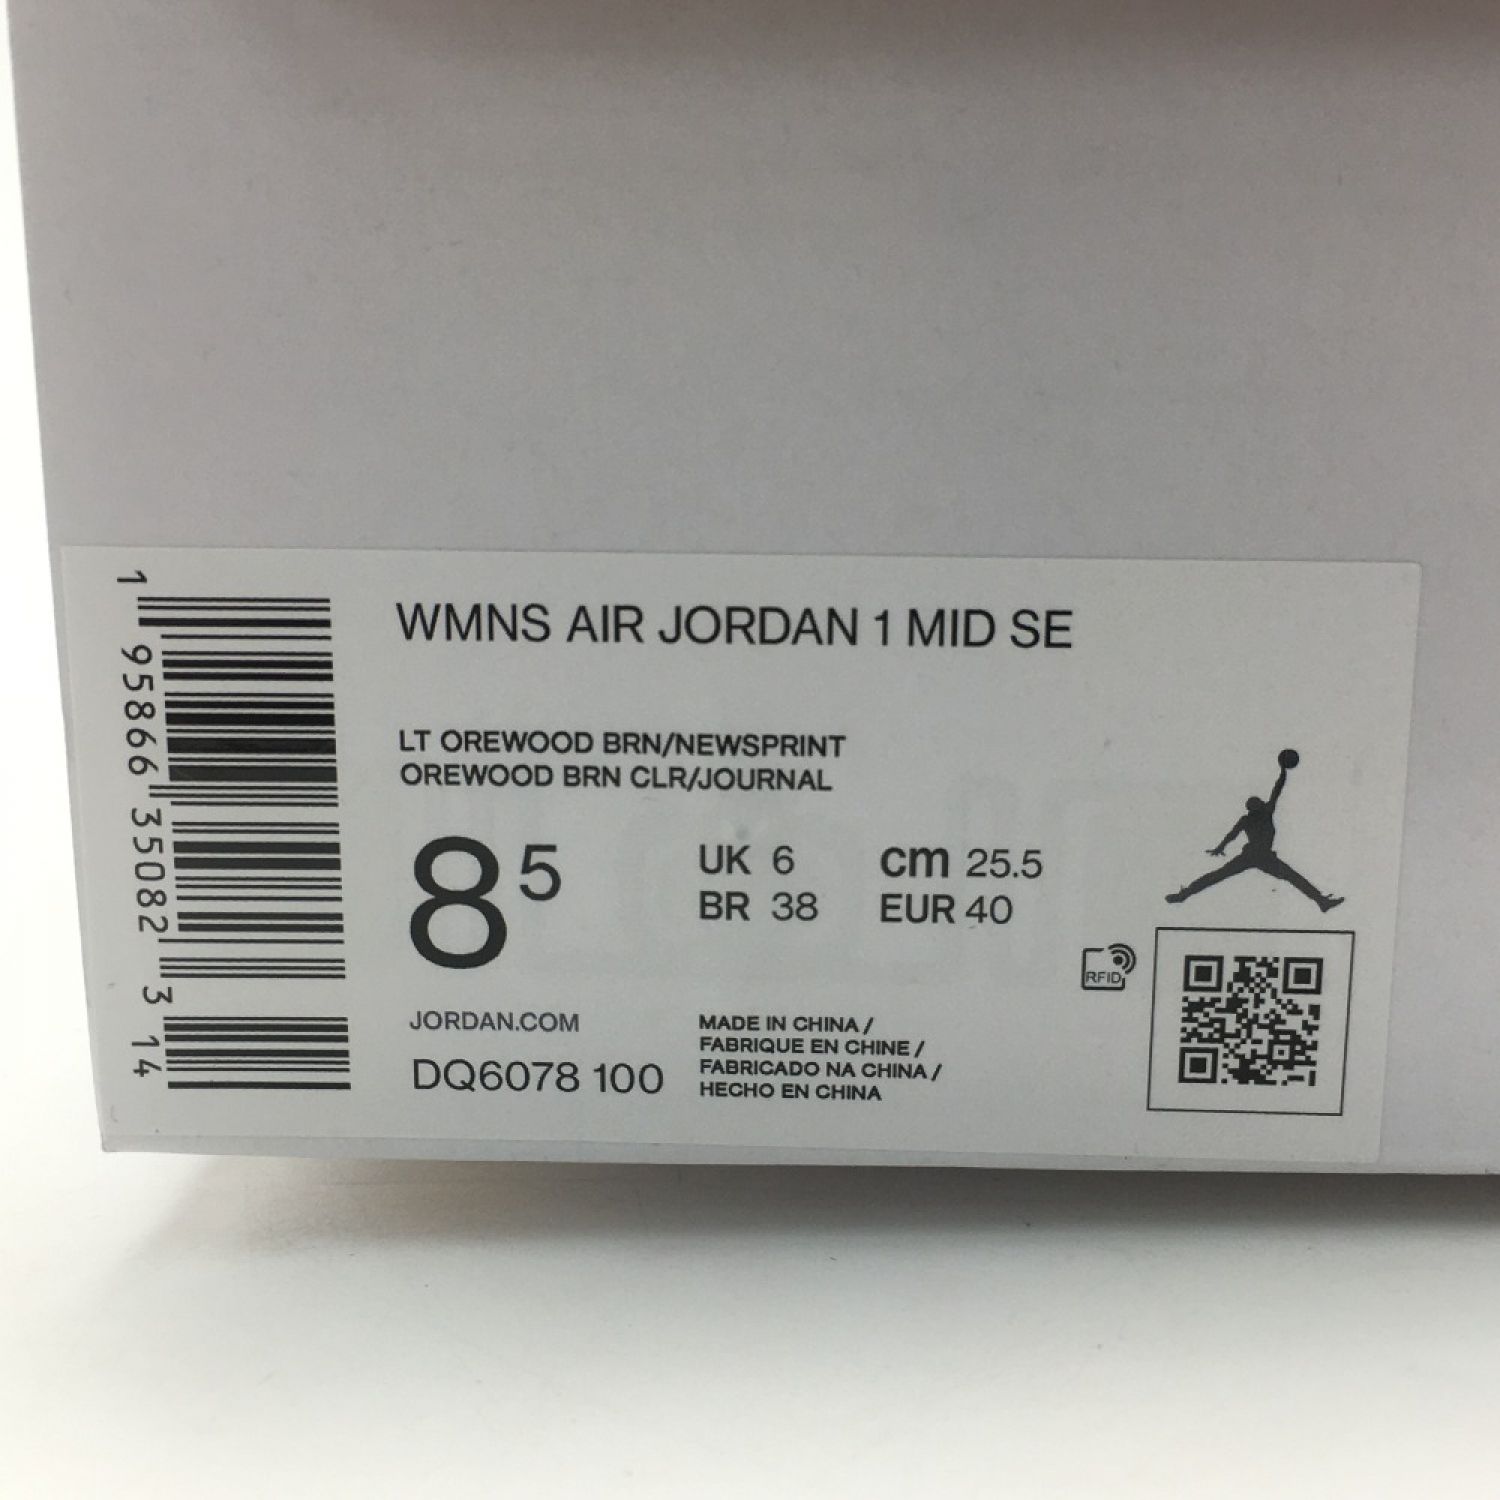 WMNS AIR JORDAN 1 MID SE
LT OREWOOD BRN/NEWSPRINT
OREWOOD BRN CLR/JOURNAL
8 5
UK 6 cm 25.5
BR 38 EUR 40
RFID
JORDAN.COM
DQ6078 100
MADE IN CHINA /
FABRIQUE EN CHINE /
FABRICADO NA CHINA /
HECHO EN CHINA
1 95866 35082 3 14